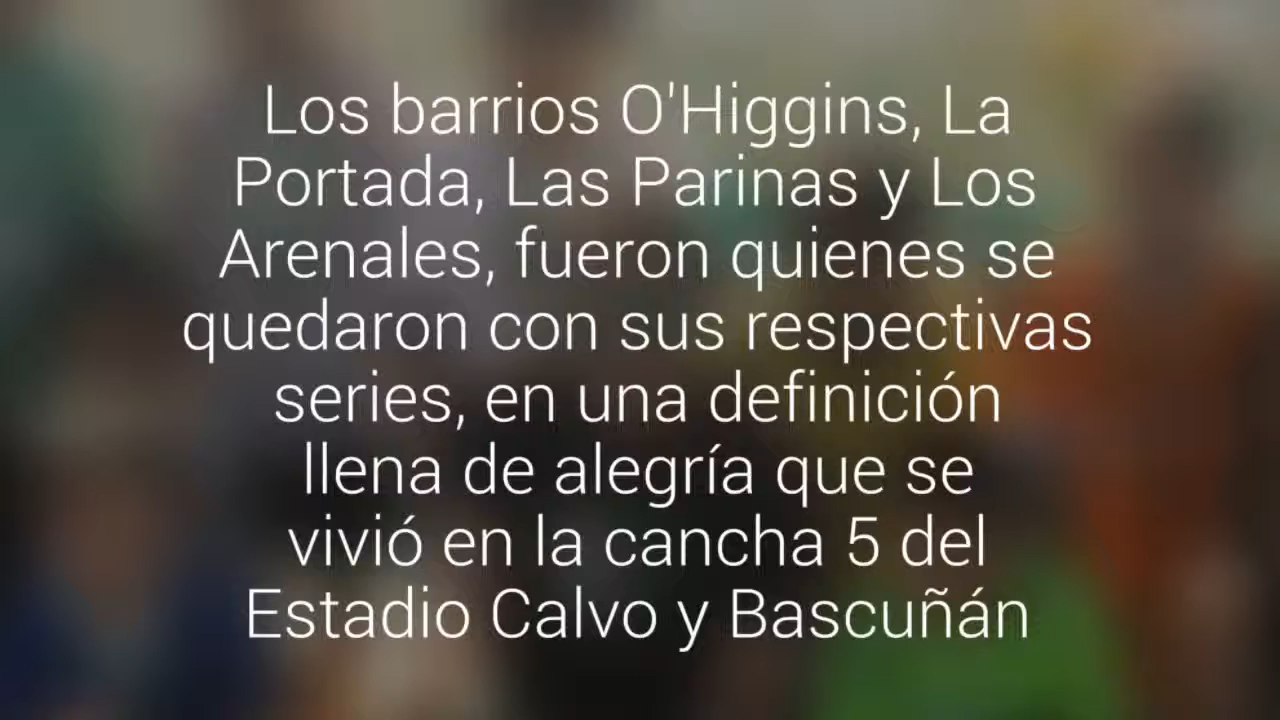 Los barrios O'Higgins, La
Portada, Las Parinas y Los
Arenales, fueron quienes se
quedaron con sus respectivas
series, en una definición
llena de alegría que se
vivió en la cancha 5 del
Estadio Calvo y Bascuñán